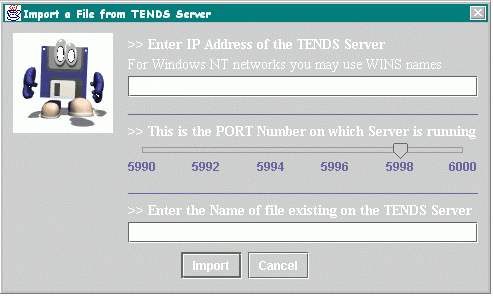 Import a File from TENDS Server
>> Enter IP Address of the TENDS Server
For Windows NT networks you may use WINS names
>> This is the PORT Number on which Server is running
5990 5992 5994 5996 5998 6000
>> Enter the Name of file existing on the TENDS Server
Import Cancel